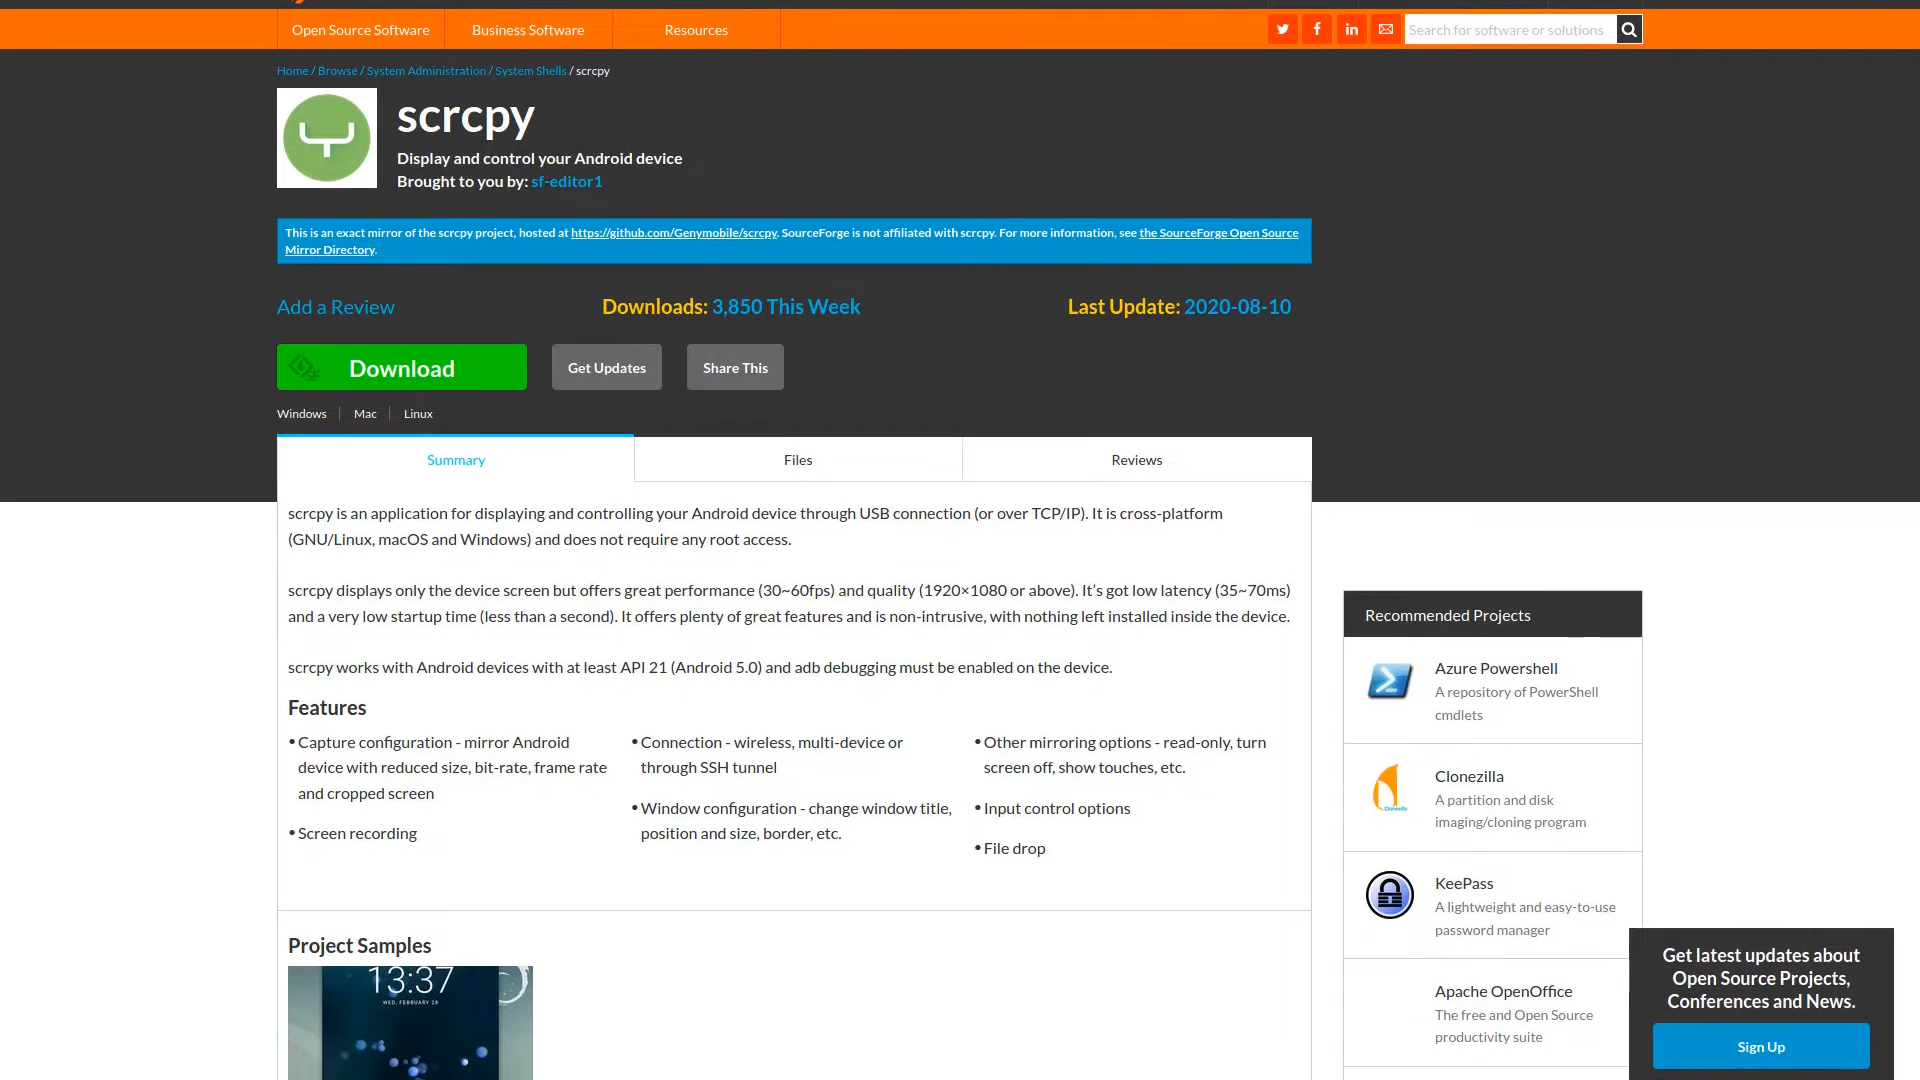 Open Source Software
Business Software
Resources
Search for software or solutions
Home / Browse / System Administration / System Shells / scrcpy
scrcpy
Display and control your Android device
Brought to you by: sf-editor1
This is an exact mirror of the scrcpy project, hosted at https://github.com/Genymobile/scrcpy. SourceForge is not affiliated with scrcpy. For more information, see the SourceForge Open Source
Mirror Directory.
Add a Review
Downloads: 3,850 This Week
Last Update: 2020-08-10
Download
Get Updates
Share This
Windows
Mac
Linux
Summary
Files
Reviews
scrcpy is an application for displaying and controlling your Android device through USB connection (or over TCP/IP). It is cross-platform
(GNU/Linux, macOS and Windows) and does not require any root access.
scrcpy displays only the device screen but offers great performance (30~60fps) and quality (1920×1080 or above). It’s got low latency (35~70ms)
and a very low startup time (less than a second). It offers plenty of great features and is non-intrusive, with nothing left installed inside the device.
scrcpy works with Android devices with at least API 21 (Android 5.0) and adb debugging must be enabled on the device.
Features
• Capture configuration - mirror Android
device with reduced size, bit-rate, frame rate
and cropped screen
• Screen recording
• Connection - wireless, multi-device or
through SSH tunnel
• Window configuration - change window title,
position and size, border, etc.
• Other mirroring options - read-only, turn
screen off, show touches, etc.
• Input control options
• File drop
Project Samples
13:37
WED, FEBRUARY 28
Recommended Projects
Azure Powershell
A repository of PowerShell
cmdlets
Clonezilla
A partition and disk
imaging/cloning program
KeePass
A lightweight and easy-to-use
password manager
Apache OpenOffice
The free and Open Source
productivity suite
Get latest updates about
Open Source Projects,
Conferences and News.
Sign Up